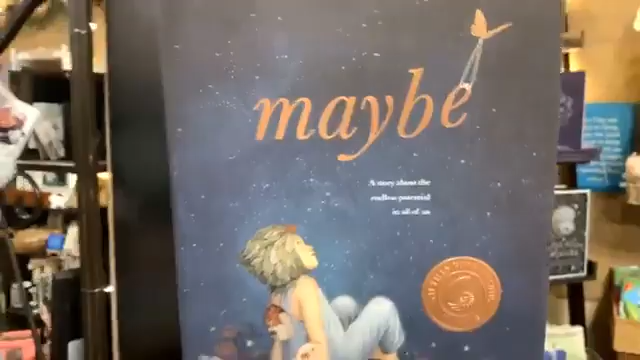 maybe
A story about the
endless potential
in all of us